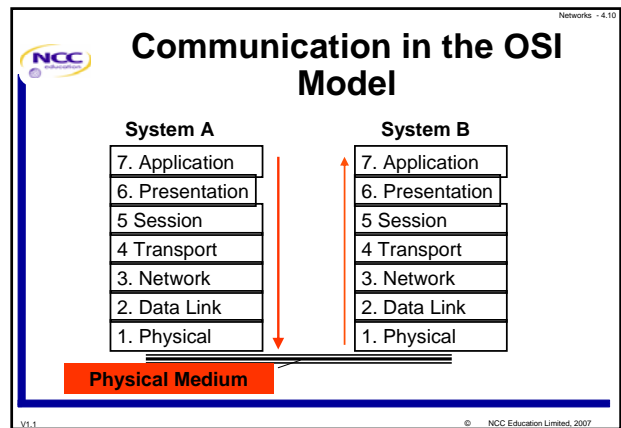 Networks - 4.10
NCC
education
Communication in the OSI
Model
System A
System B
7. Application
6. Presentation
5 Session
4 Transport
3. Network
2. Data Link
1. Physical
7. Application
6. Presentation
5 Session
4 Transport
3. Network
2. Data Link
1. Physical
Physical Medium
V1.1
© NCC Education Limited, 2007